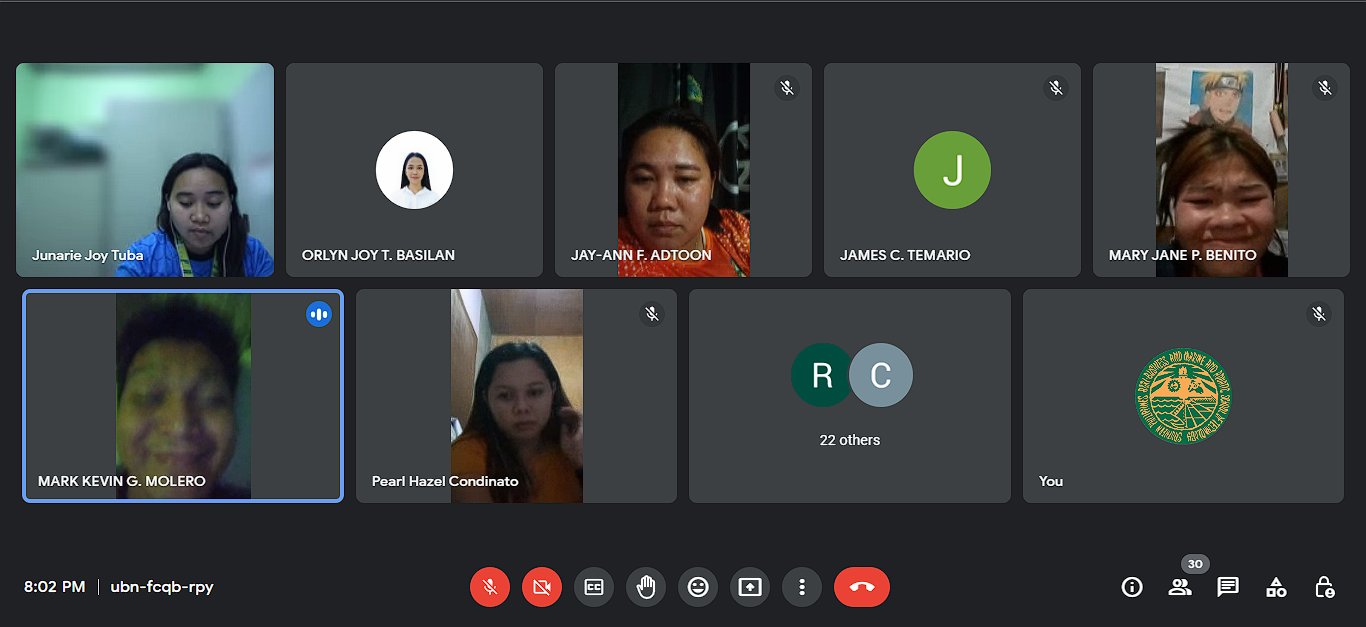 Junarie Joy Tuba
ORLYN JOY T. BASILAN
JAY-ANN F. ADTOON
J
JAMES C. TEMARIO
MARY JANE P. BENITO
MARK KEVIN G. MOLERO
Pearl Hazel Condinato
R
C
22 others
You
8:02 PM
ubn-fcqb-rpy
CC
30